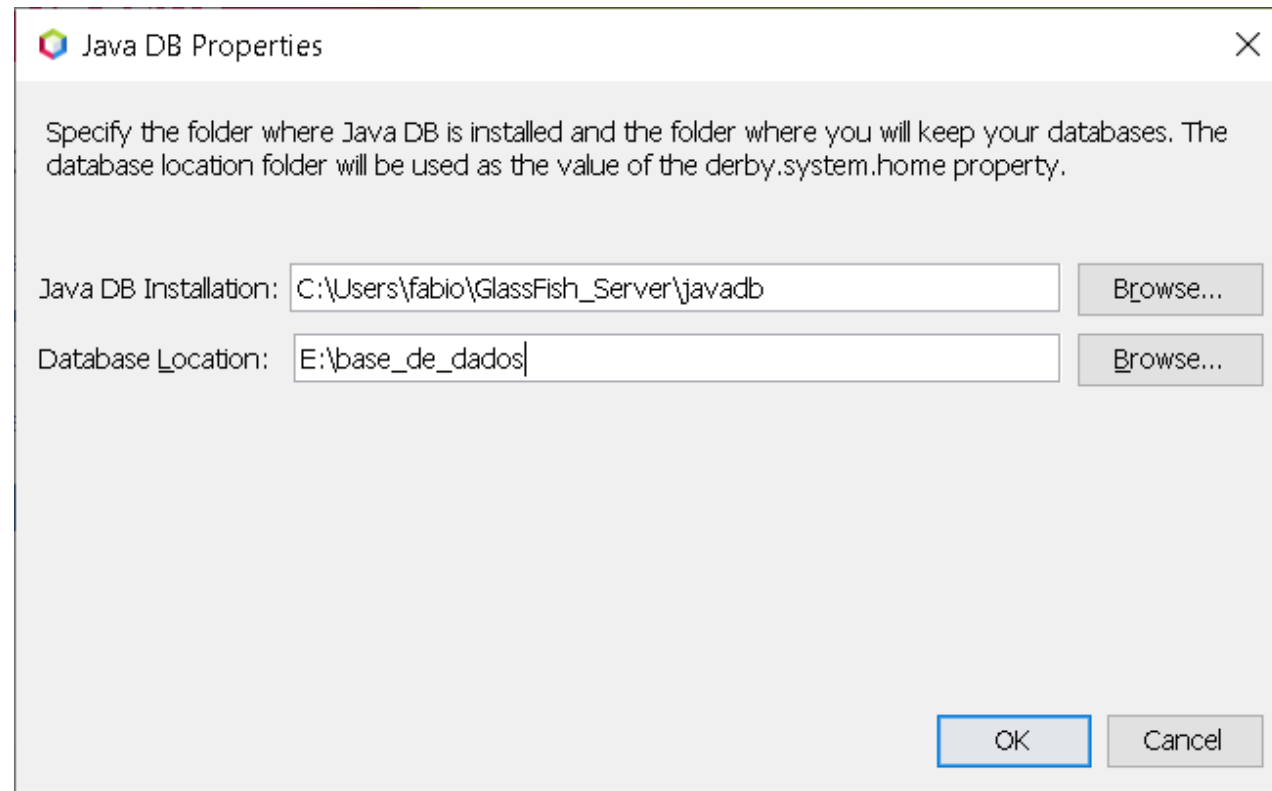 Java DB Properties
Specify the folder where Java DB is installed and the folder where you will keep your databases. The
database location folder will be used as the value of the derby.system.home property.
Java DB Installation: C:\Users\fabio\GlassFish_Server\javadb Browse...
Database Location: E:\base_de_dados Browse...
OK Cancel